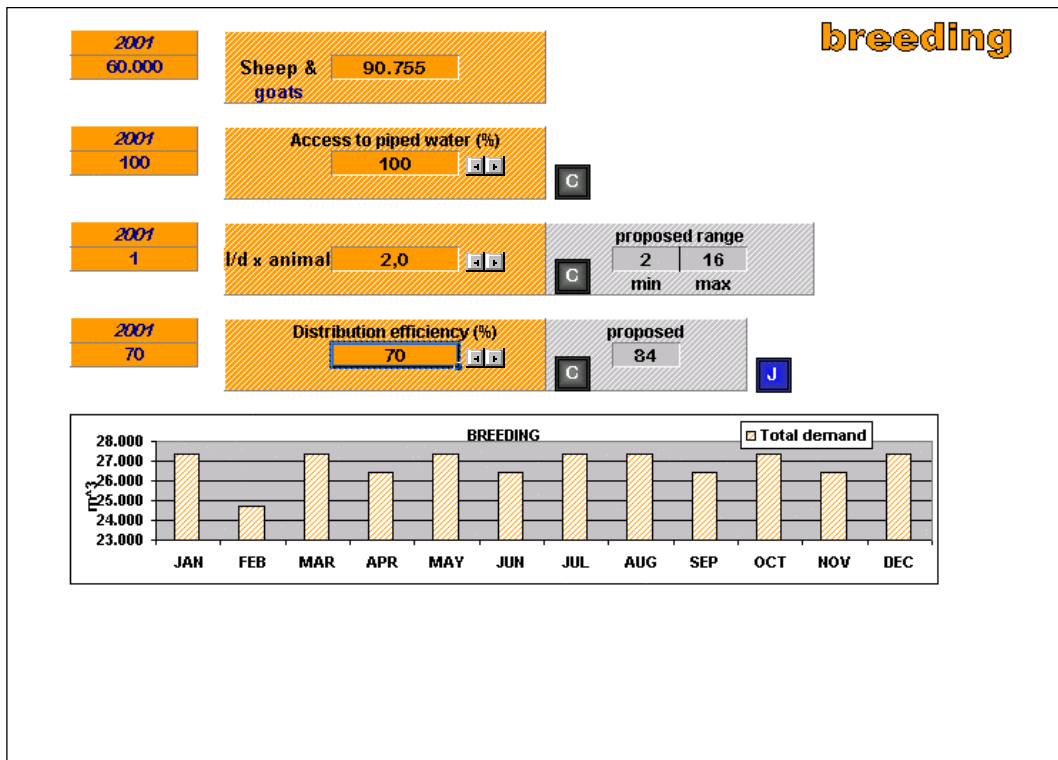 breeding
2001
60.000
Sheep & 90.755
goats
2001
100
Access to piped water (%)
100
C
2001
1
l/d x animal 2,0
C
proposed range
2 16
min max
2001
70
Distribution efficiency (%)
70
C
proposed
84
J
BREEDING
Total demand
m^3
28.000
27.000
26.000
25.000
24.000
23.000
JAN FEB MAR APR MAY JUN JUL AUG SEP OCT NOV DEC